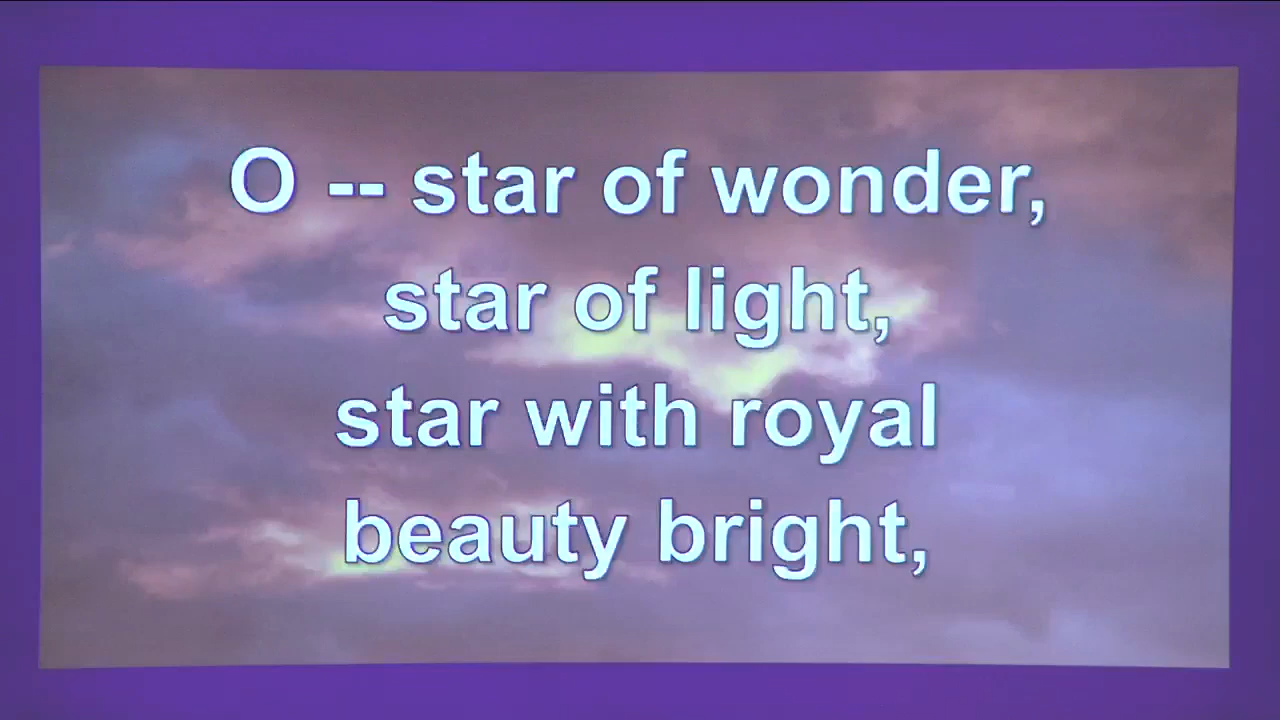 O -- star of wonder,
star of light,
star with royal
beauty bright,